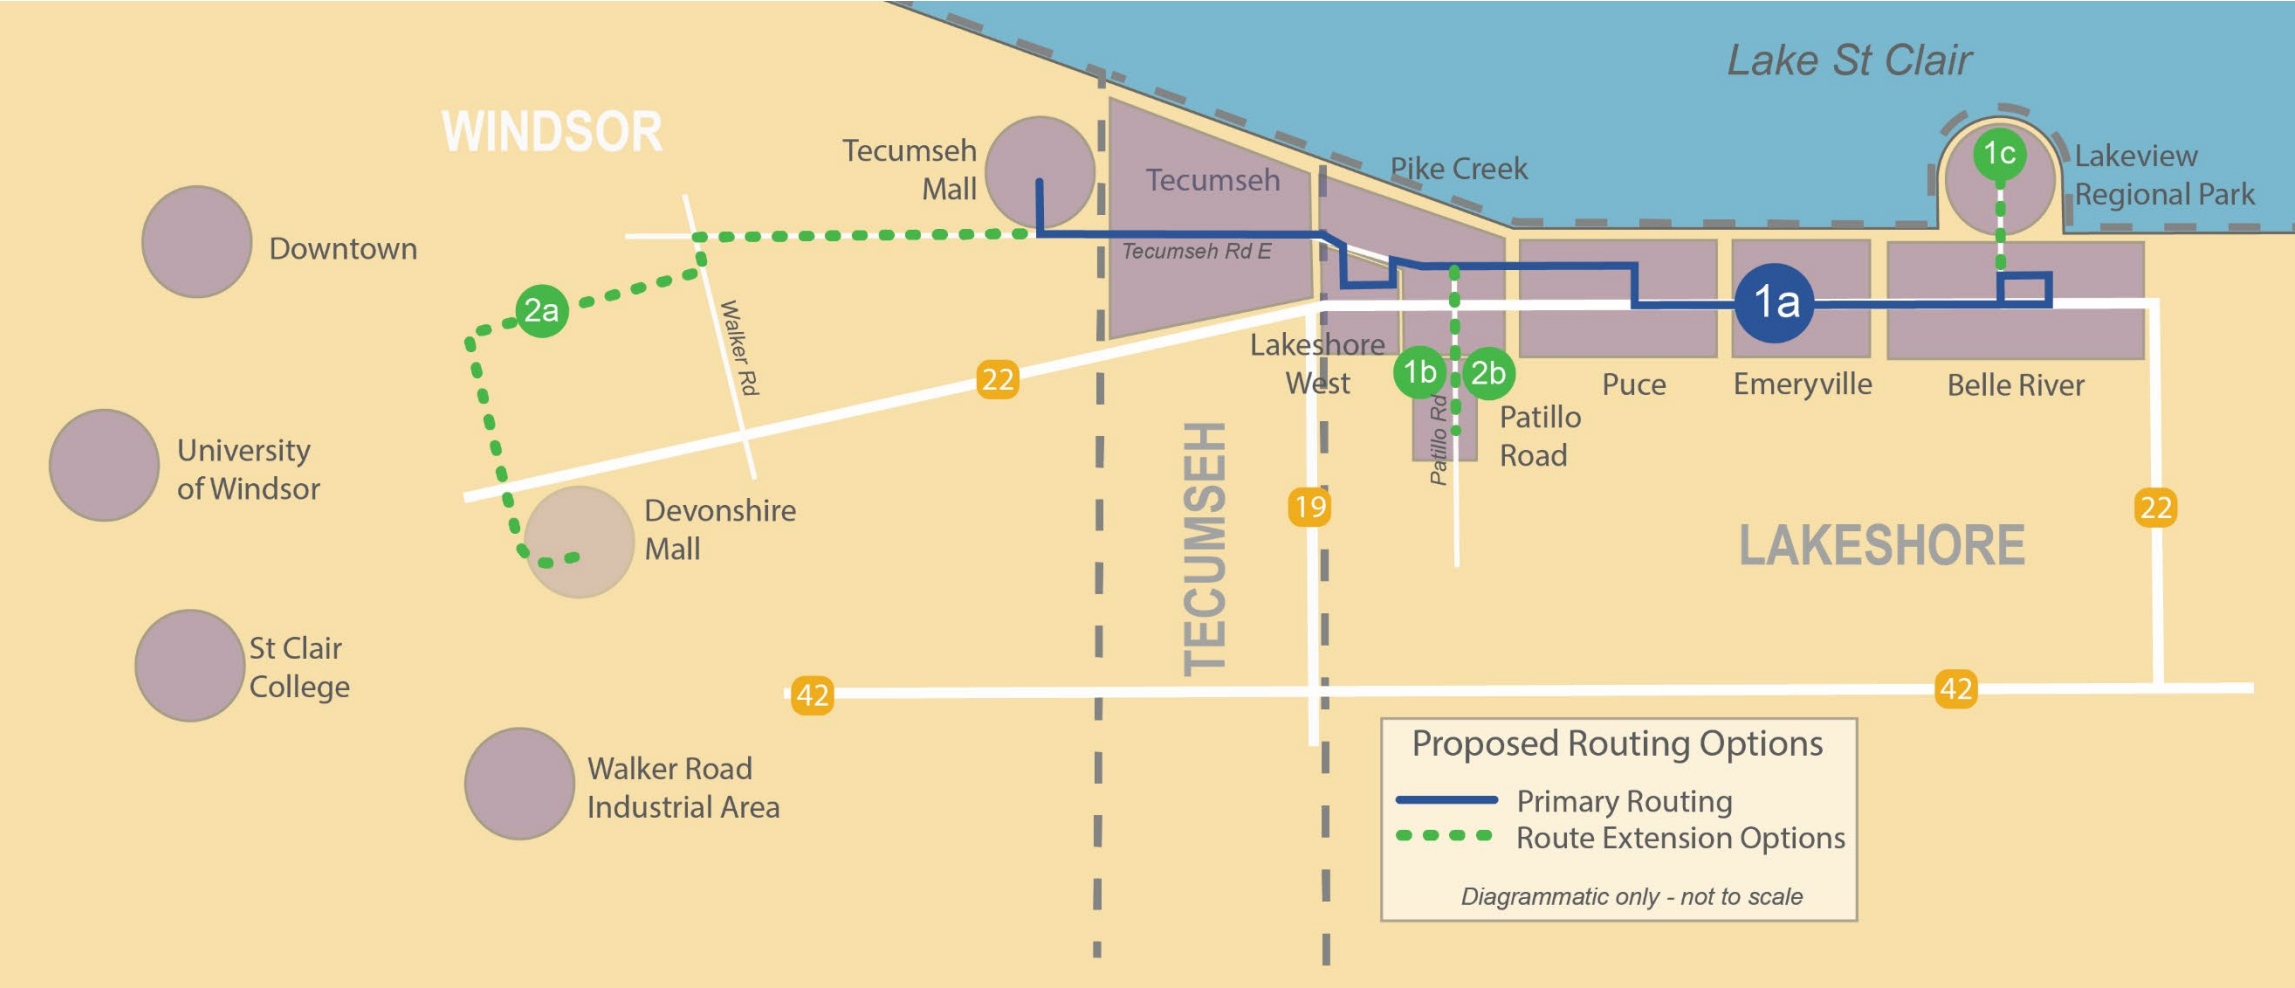 Lake St Clair
WINDSOR
Tecumseh
Mall
Tecumseh
Pike Creek
1c
Lakeview
Regional Park
Downtown
Tecumseh Rd E
2a
Walker Rd
1a
22
Lakeshore
West
1b
2b
Patillo Rd
Patillo
Road
Puce
Emeryville
Belle River
University
of Windsor
Devonshire
Mall
TECUMSEH
19
LAKESHORE
22
St Clair
College
42
42
Walker Road
Industrial Area
Proposed Routing Options
Primary Routing
Route Extension Options
Diagrammatic only - not to scale